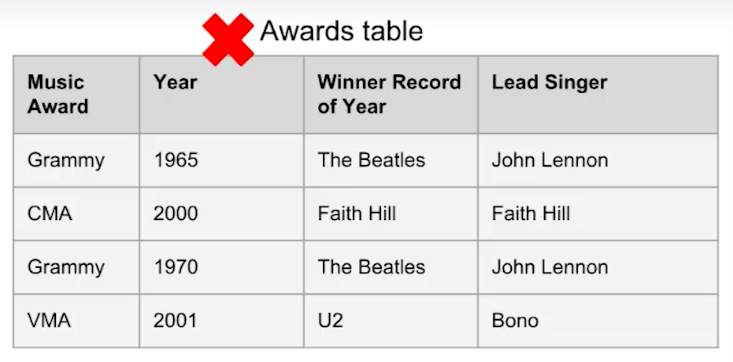 Awards table
Music Award | Year | Winner Record of Year | Lead Singer
Grammy | 1965 | The Beatles | John Lennon
CMA | 2000 | Faith Hill | Faith Hill
Grammy | 1970 | The Beatles | John Lennon
VMA | 2001 | U2 | Bono